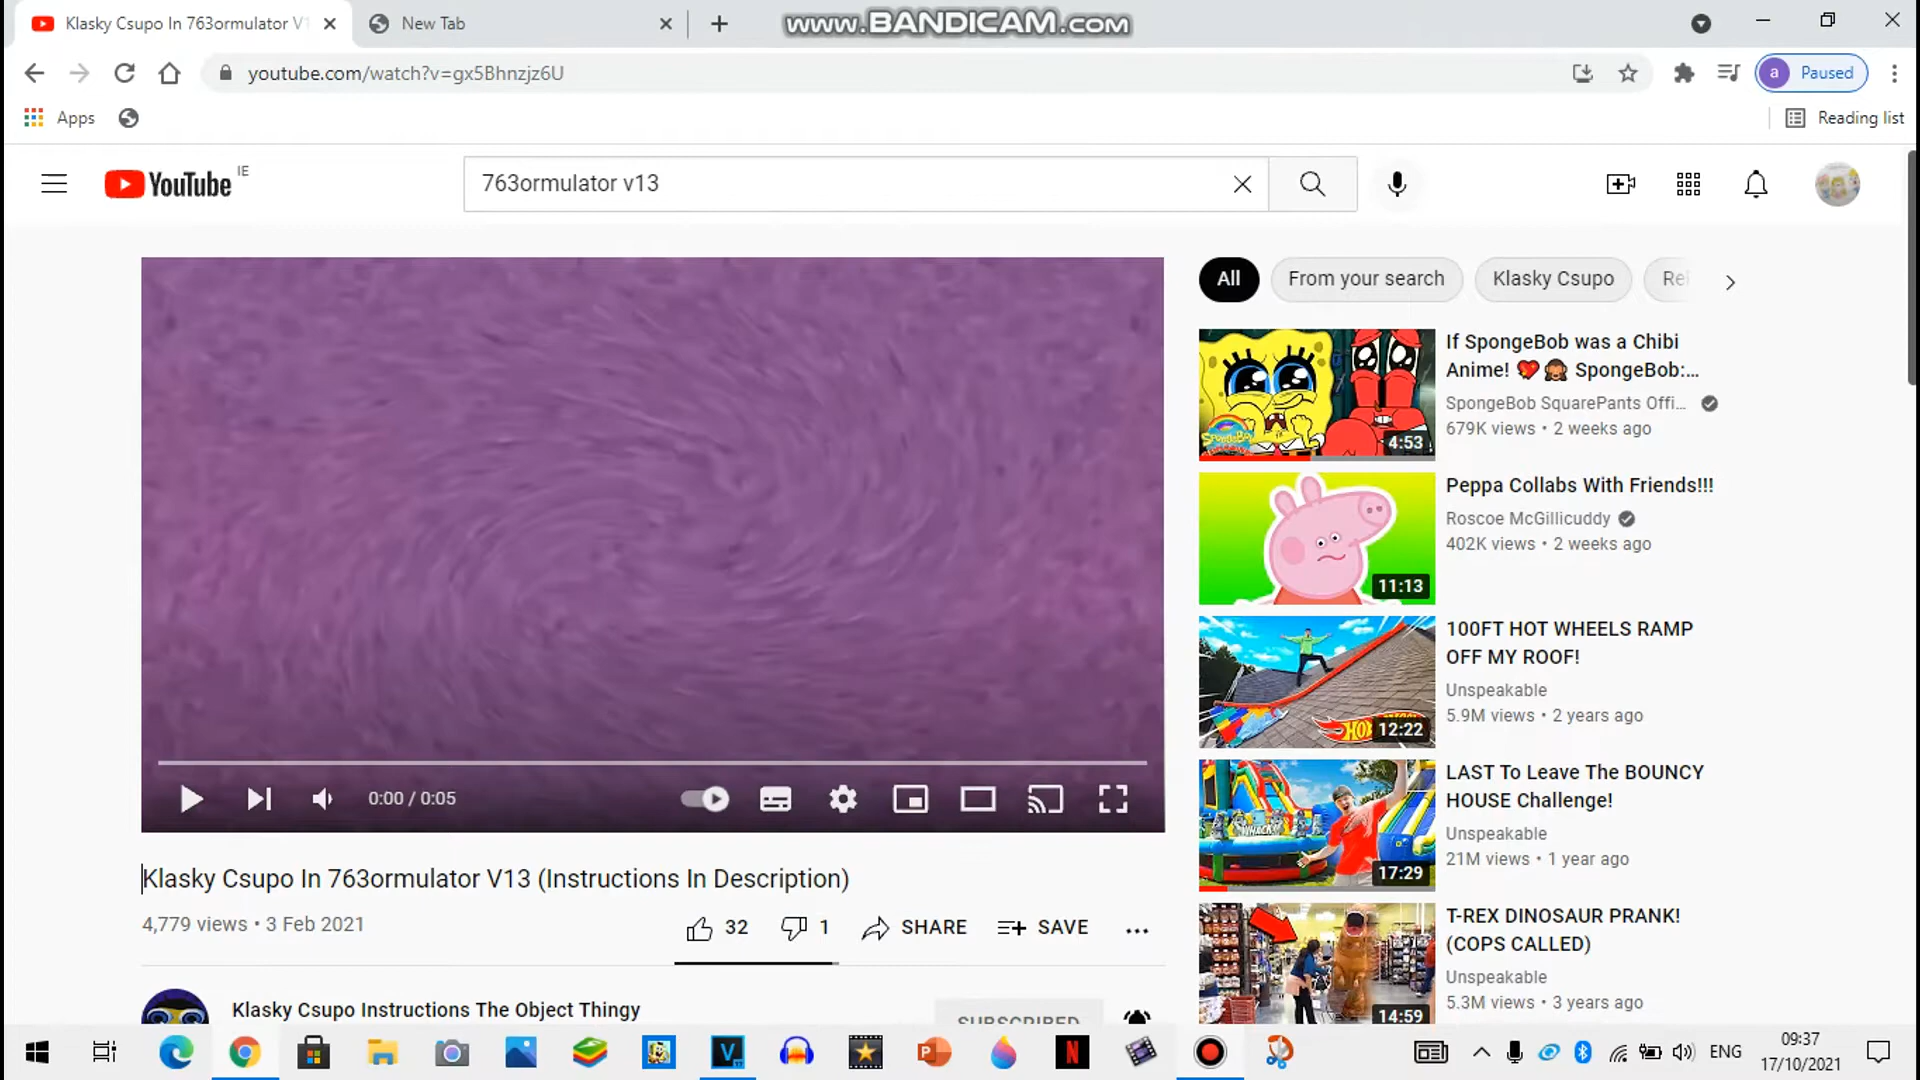 Klasky Csupo In 763ormulator V1
New Tab
www.BANDICAM.com
youtube.com/watch?v=gx5Bhnzjz6U
a Paused
Apps
Reading list
YouTube IE
763ormulator v13
All
From your search
Klasky Csupo
Rel
If SpongeBob was a Chibi
Anime! 💖🙈 SpongeBob:...
SpongeBob SquarePants Offi...
679K views • 2 weeks ago
4:53
Peppa Collabs With Friends!!!
Roscoe McGillicuddy
402K views • 2 weeks ago
11:13
100FT HOT WHEELS RAMP
OFF MY ROOF!
Unspeakable
5.9M views • 2 years ago
12:22
LAST To Leave The BOUNCY
HOUSE Challenge!
Unspeakable
21M views • 1 year ago
17:29
T-REX DINOSAUR PRANK!
(COPS CALLED)
Unspeakable
5.3M views • 3 years ago
14:59
0:00 / 0:05
Klasky Csupo In 763ormulator V13 (Instructions In Description)
4,779 views • 3 Feb 2021
32
1
SHARE
SAVE
Klasky Csupo Instructions The Object Thingy
SUBSCRIBED
ENG
09:37
17/10/2021